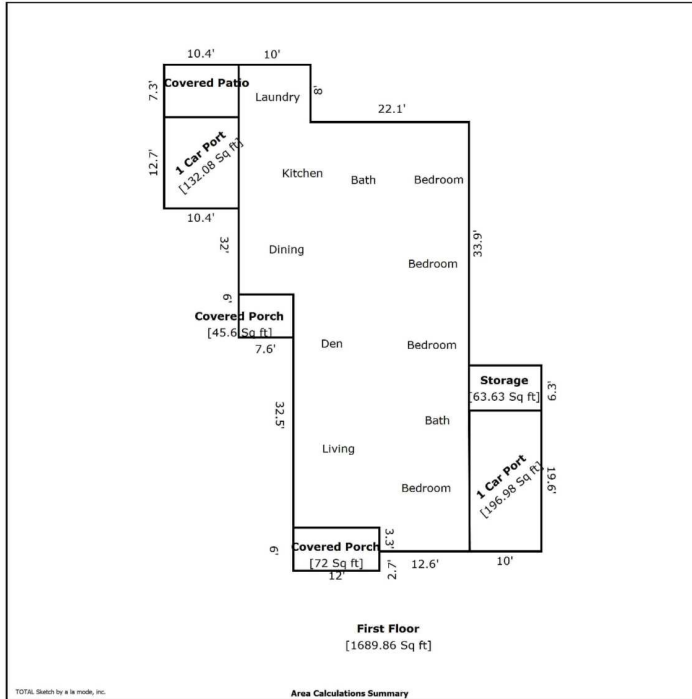 10.4' 10'
7.3' Covered Patio
Laundry
8'
22.1'
12.7' 1 Car Port
[132.08 Sq ft]
Kitchen Bath Bedroom
10.4'
32'
Dining
Bedroom
33.9'
6'
Covered Porch
[45.6 Sq ft]
7.6'
Den
Bedroom
Storage
[63.63 Sq ft]
6.3'
32.5'
Bath
Living
1 Car Port
[196.98 Sq ft]
19.6'
Bedroom
6'
Covered Porch
[72 Sq ft]
12'
3.3'
2.7'
12.6'
10'
First Floor
[1689.86 Sq ft]
TOTAL Sketch by a la mode, inc.
Area Calculations Summary